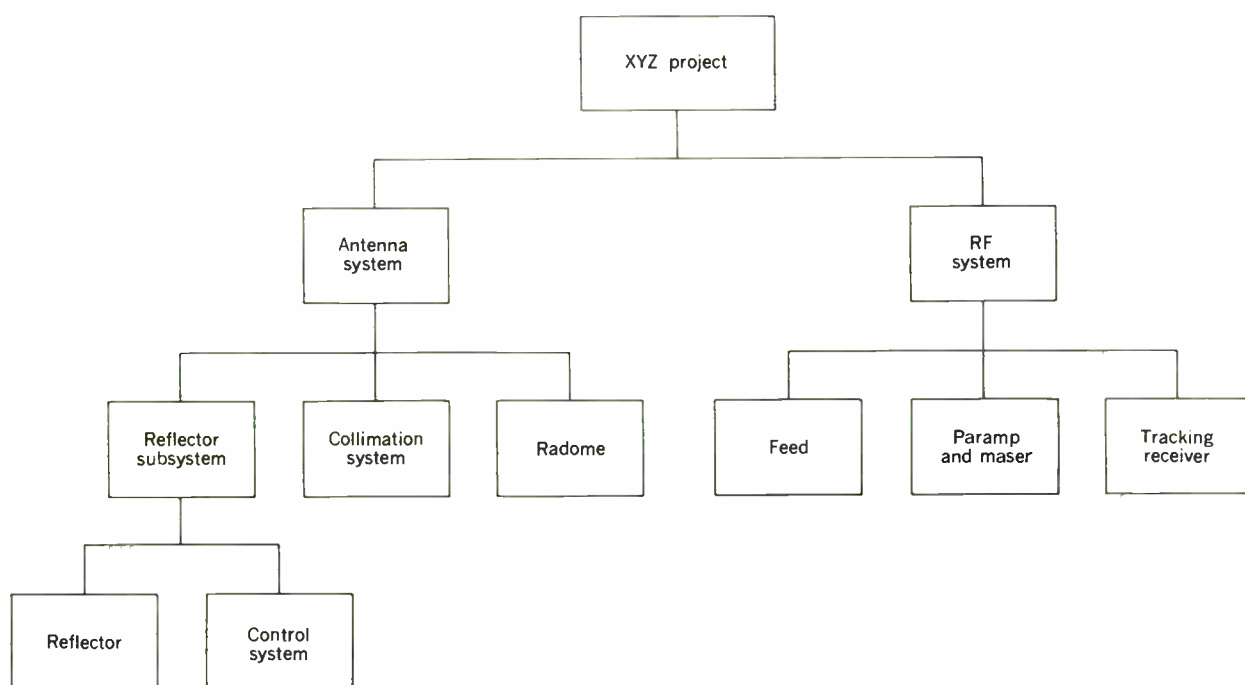 XYZ project
Antenna
system
RF
system
Reflector
subsystem
Collimation
system
Radome
Feed
Paramp
and maser
Tracking
receiver
Reflector
Control
system